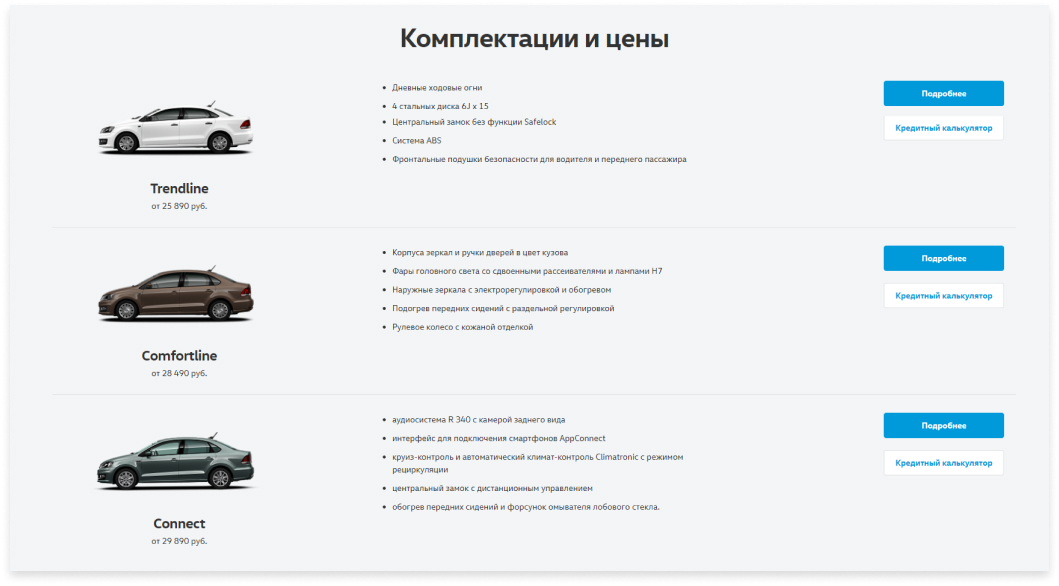 Комплектации и цены
Дневные ходовые огни
4 стальных диска 6J x 15
Центральный замок без функции Safelock
Система ABS
Фронтальные подушки безопасности для водителя и переднего пассажира
Подробнее
Кредитный калькулятор
Trendline
от 25 890 руб.
Корпуса зеркал и ручки дверей в цвет кузова
Фары головного света со сдвоенными рассеивателями и лампами H7
Наружные зеркала с электрорегулировкой и обогревом
Подогрев передних сидений с раздельной регулировкой
Рулевое колесо с кожаной отделкой
Подробнее
Кредитный калькулятор
Comfortline
от 28 490 руб.
аудиосистема R 340 с камерой заднего вида
интерфейс для подключения смартфонов AppConnect
круиз-контроль и автоматический климат-контроль Climatronic с режимом
рециркуляции
центральный замок с дистанционным управлением
обогрев передних сидений и форсунок омывателя лобового стекла.
Подробнее
Кредитный калькулятор
Connect
от 29 890 руб.